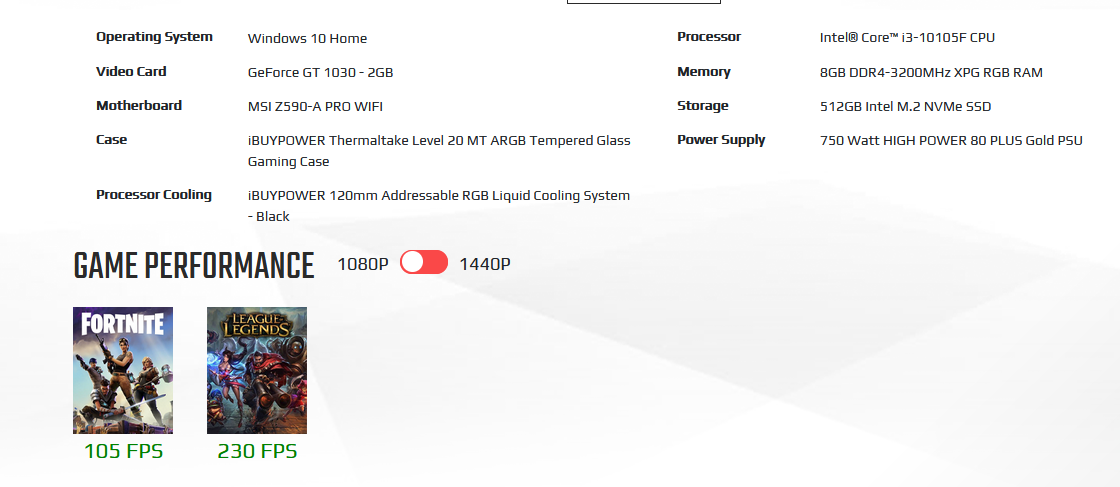 Operating System Windows 10 Home Processor Intel® Core™ i3-10105F CPU
Video Card GeForce GT 1030 - 2GB Memory 8GB DDR4-3200MHz XPG RGB RAM
Motherboard MSI Z590-A PRO WIFI Storage 512GB Intel M.2 NVMe SSD
Case iBUYPOWER Thermaltake Level 20 MT ARGB Tempered Glass Power Supply 750 Watt HIGH POWER 80 PLUS Gold PSU
Gaming Case
Processor Cooling iBUYPOWER 120mm Addressable RGB Liquid Cooling System
- Black
GAME PERFORMANCE 1080P 1440P
FORTNITE LEAGUE OF
LEGENDS
105 FPS 230 FPS